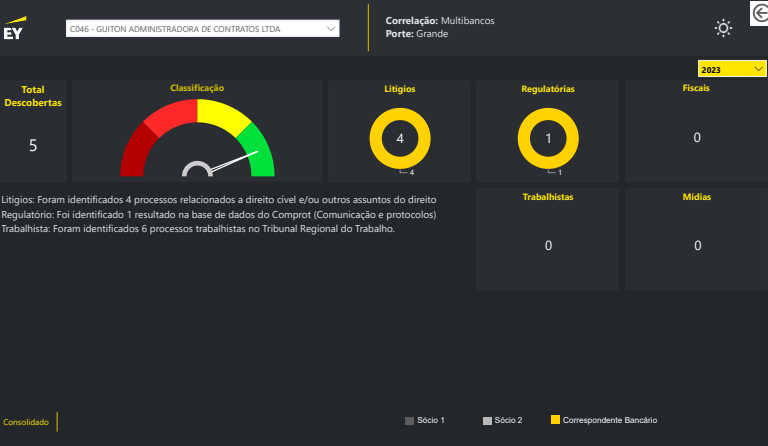 EY
C046 - GUITON ADMINISTRADORA DE CONTRATOS LTDA
Correlação: Multibancos
Porte: Grande
2023
Total
Descobertas
5
Classificação
Litígios
4
4
Regulatórias
1
1
Fiscais
0
Litigios: Foram identificados 4 processos relacionados a direito cível e/ou outros assuntos do direito
Regulatório: Foi identificado 1 resultado na base de dados do Comprot (Comunicação e protocolos)
Trabalhista: Foram identificados 6 processos trabalhistas no Tribunal Regional do Trabalho.
Trabalhistas
0
Mídias
0
Consolidado
Sócio 1
Sócio 2
Correspondente Bancário